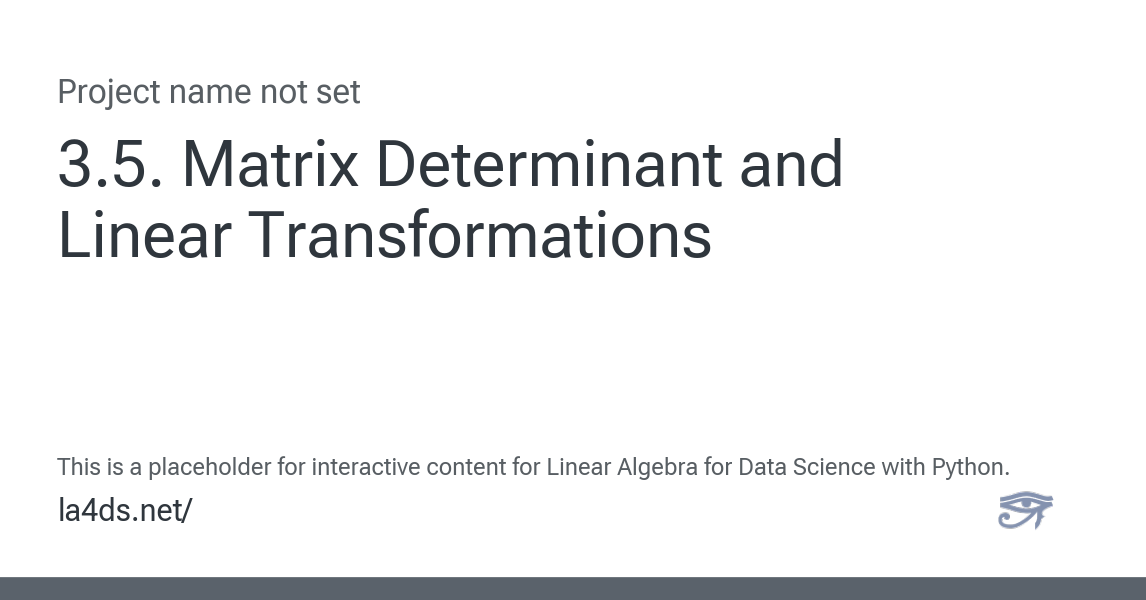 Project name not set
3.5. Matrix Determinant and
Linear Transformations
This is a placeholder for interactive content for Linear Algebra for Data Science with Python.
la4ds.net/